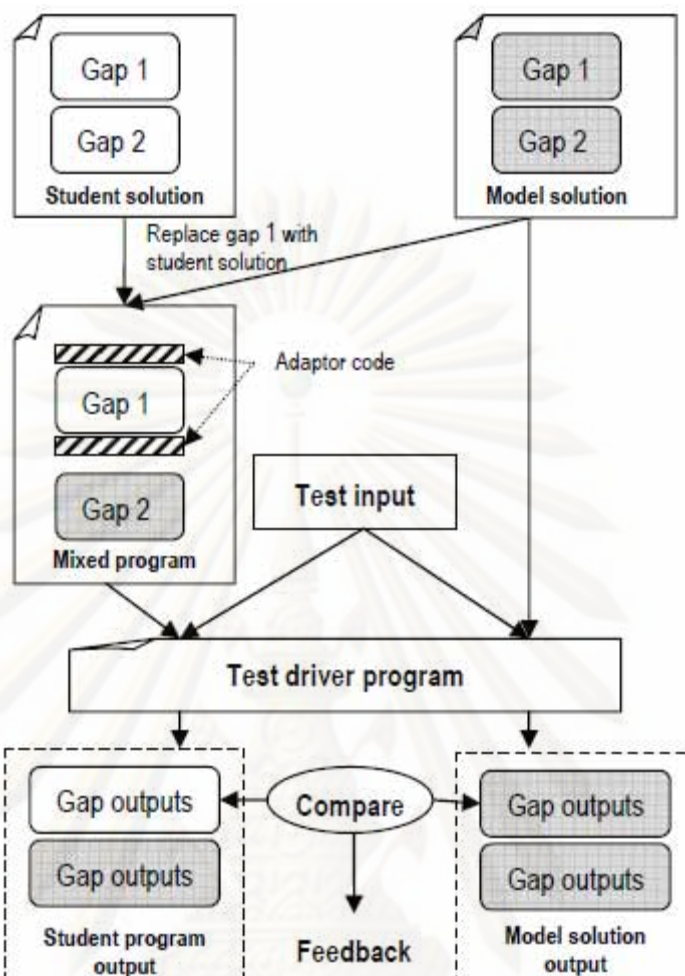 Gap 1
Gap 2
Student solution
Gap 1
Gap 2
Model solution
Replace gap 1 with
student solution
Adaptor code
Gap 1
Gap 2
Mixed program
Test input
Test driver program
Gap outputs
Gap outputs
Student program
output
Compare
Feedback
Gap outputs
Gap outputs
Model solution
output